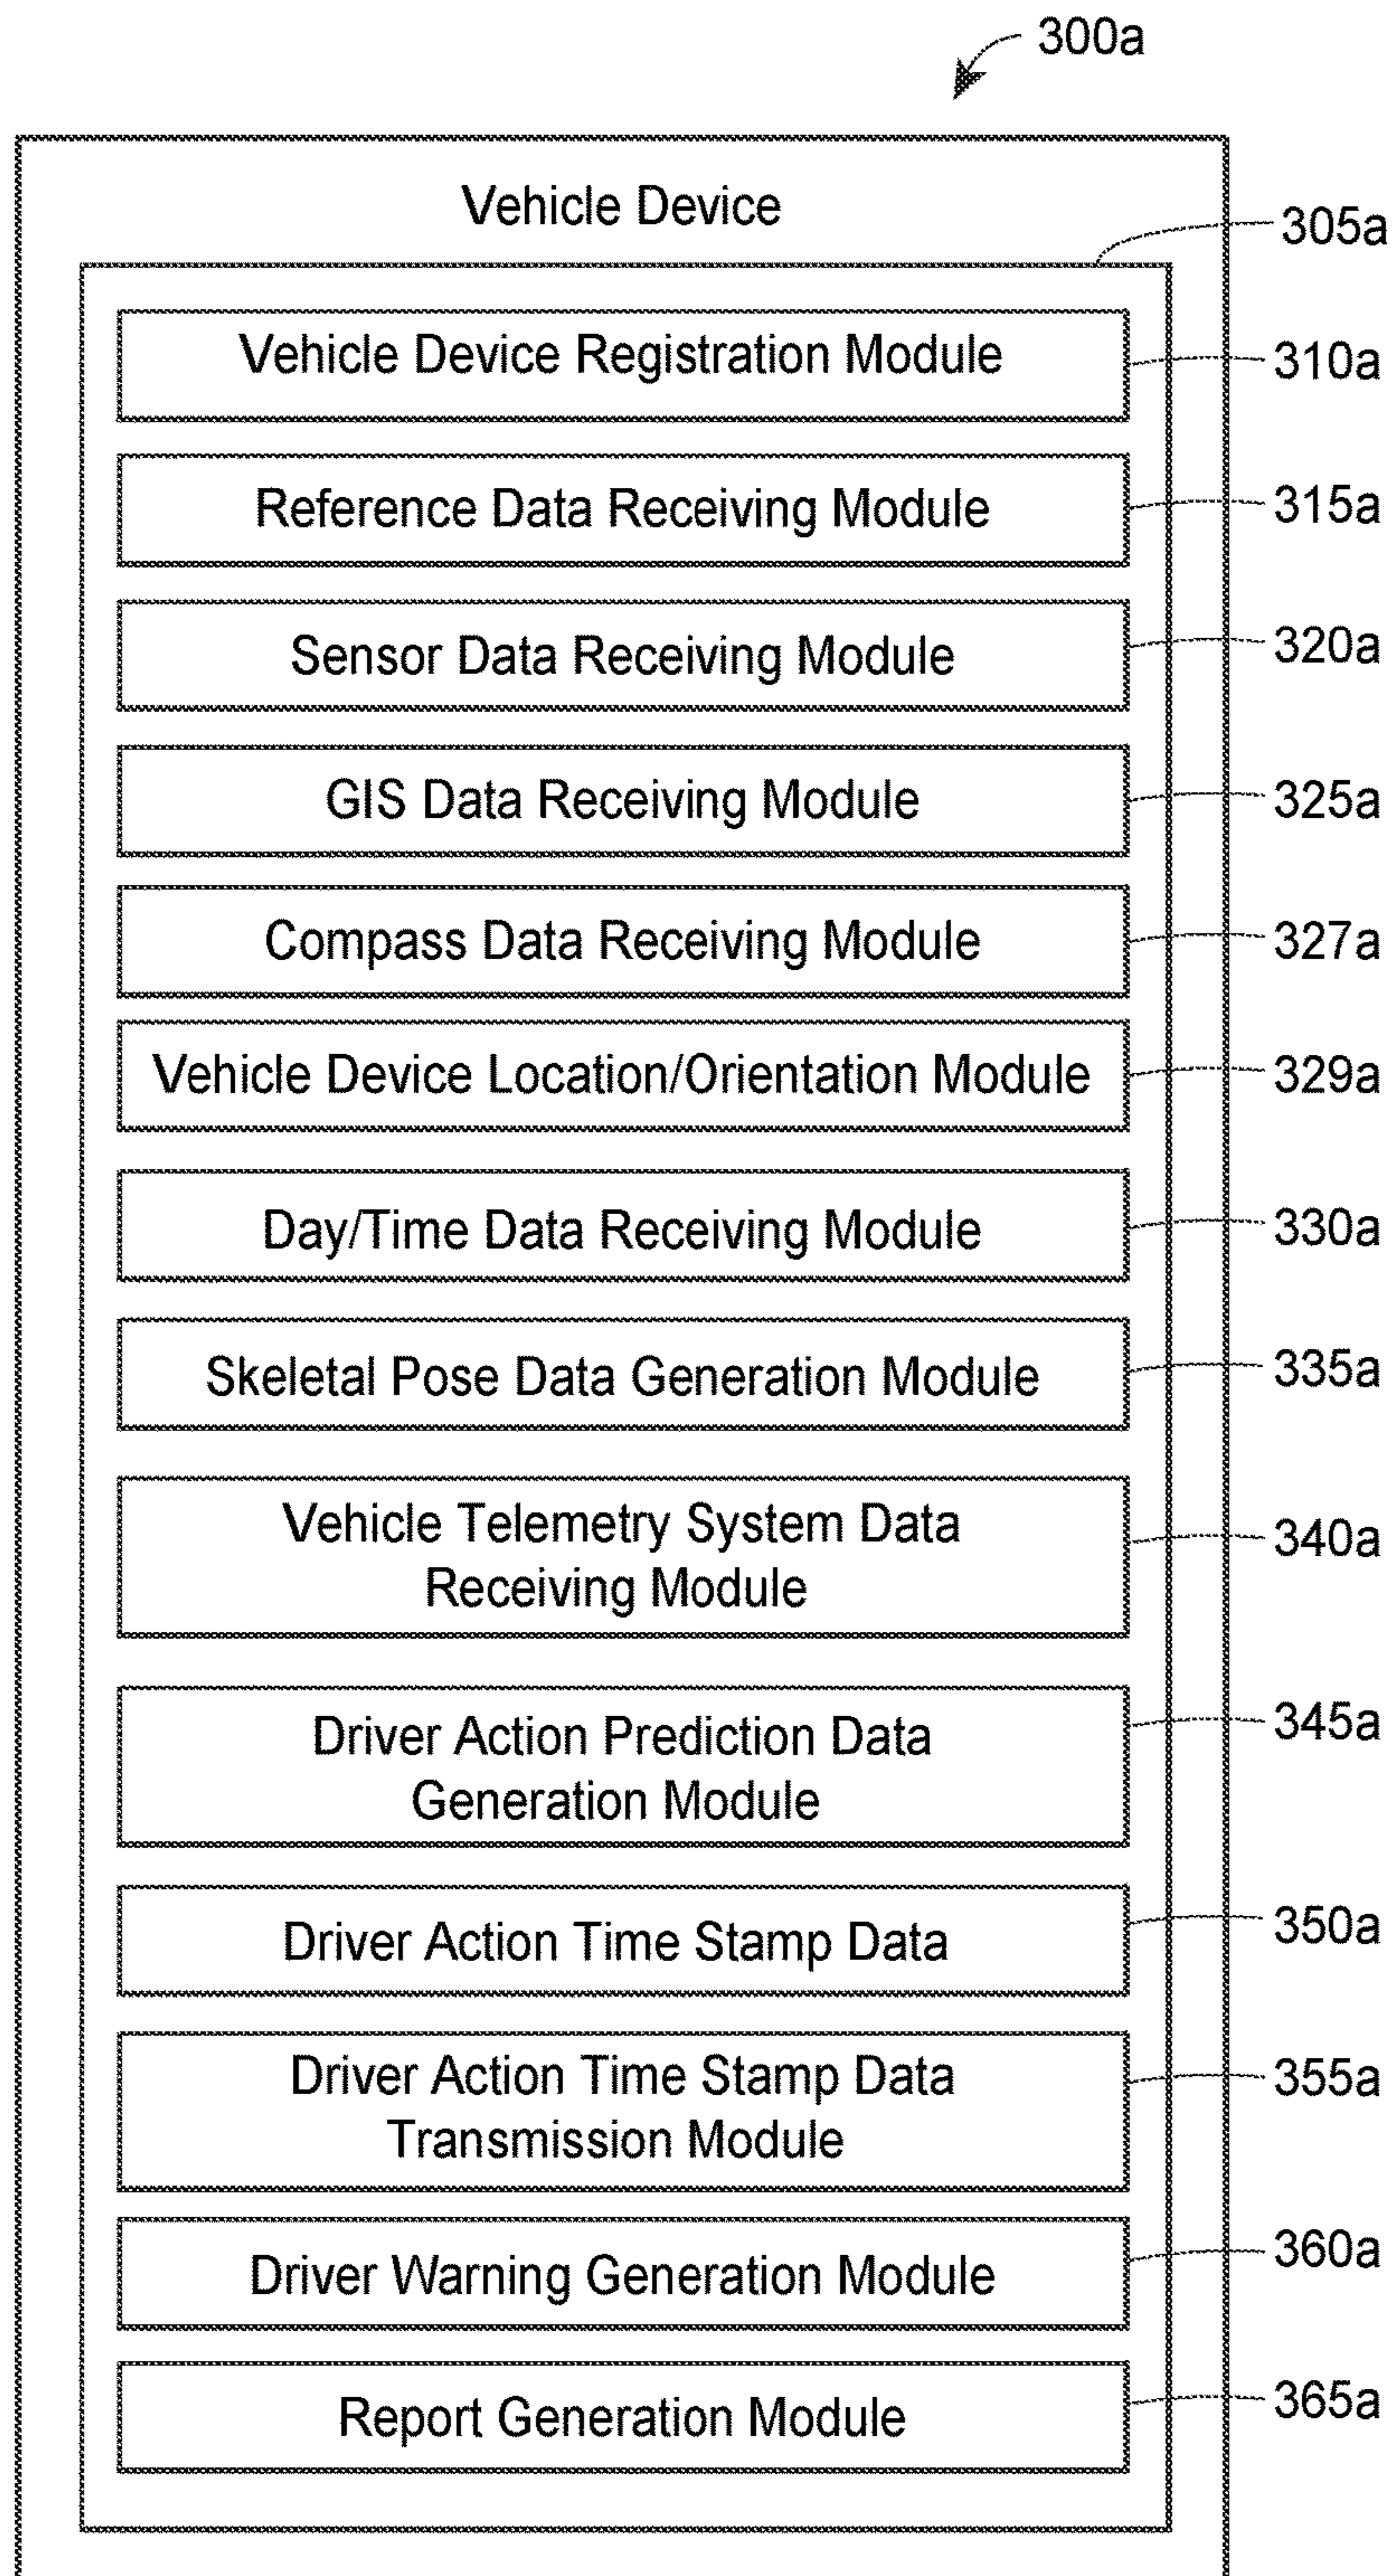 300a
Vehicle Device
305a
Vehicle Device Registration Module
310a
Reference Data Receiving Module
315a
Sensor Data Receiving Module
320a
GIS Data Receiving Module
325a
Compass Data Receiving Module
327a
Vehicle Device Location/Orientation Module
329a
Day/Time Data Receiving Module
330a
Skeletal Pose Data Generation Module
335a
Vehicle Telemetry System Data
Receiving Module
340a
Driver Action Prediction Data
Generation Module
345a
Driver Action Time Stamp Data
350a
Driver Action Time Stamp Data
Transmission Module
355a
Driver Warning Generation Module
360a
Report Generation Module
365a